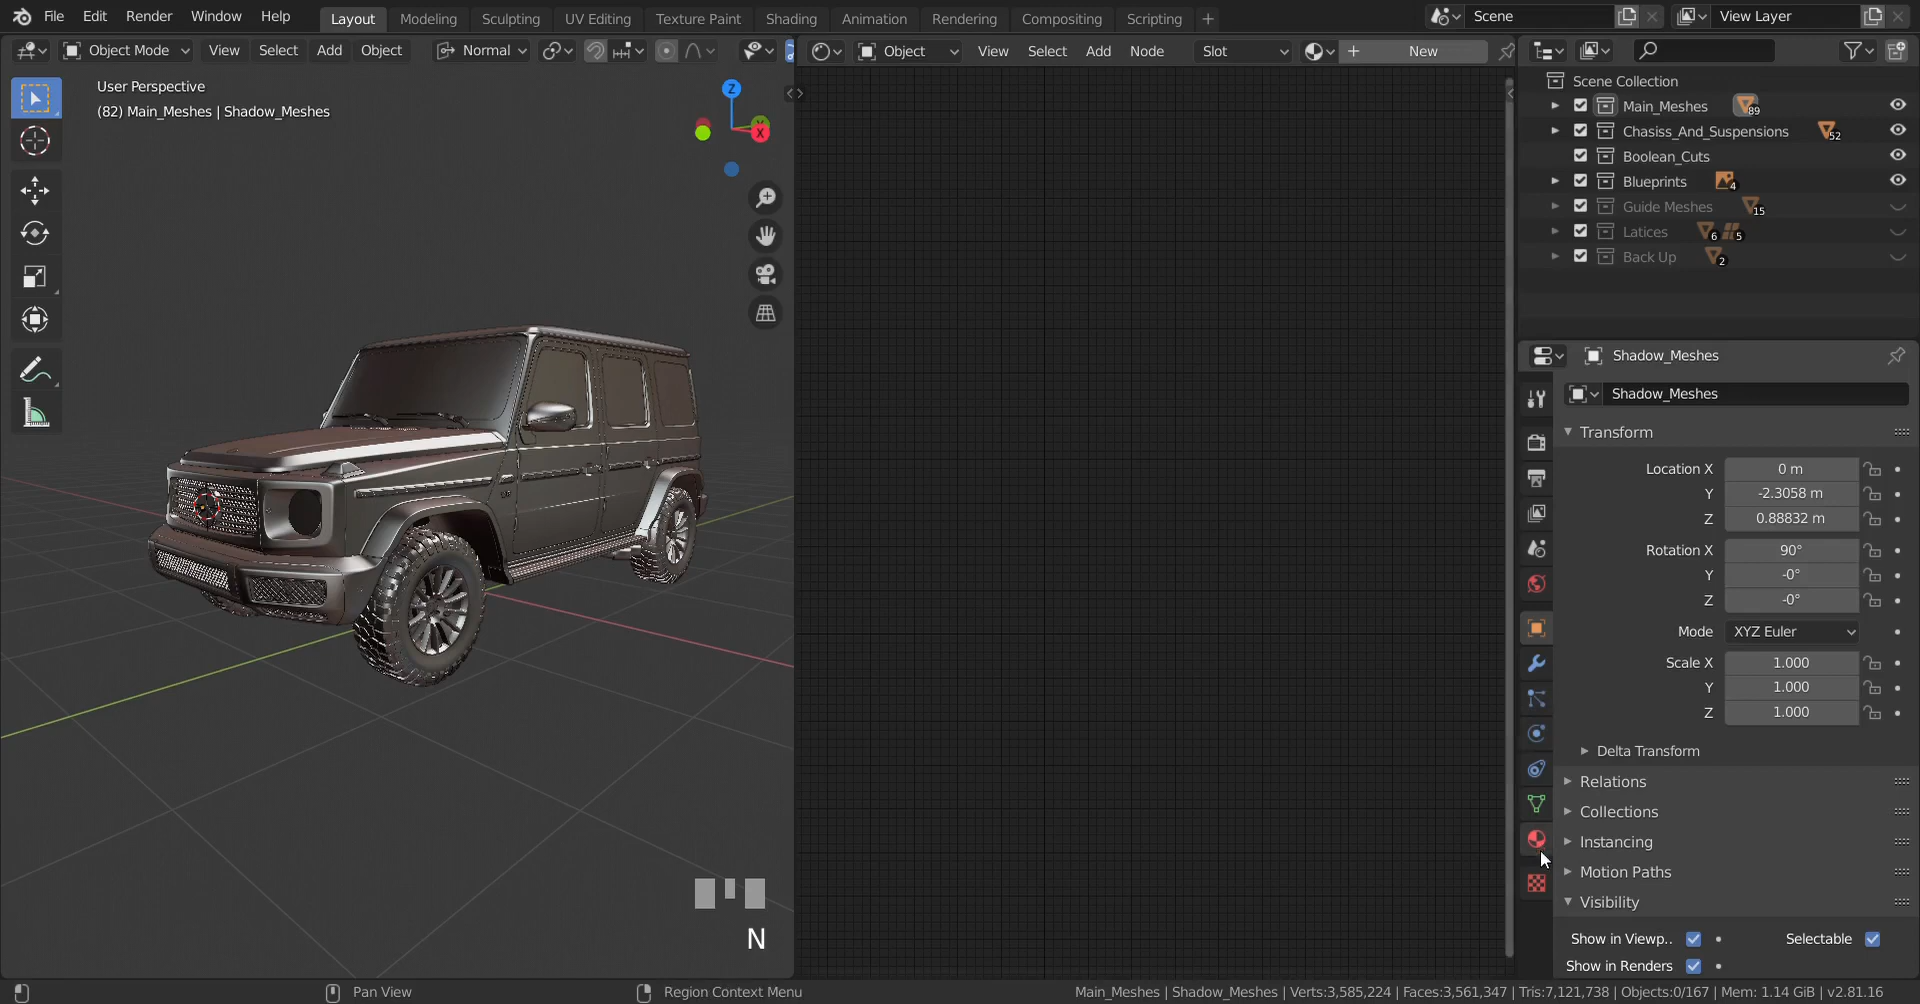 File Edit Render Window Help Layout Modeling Sculpting UV Editing Texture Paint Shading Animation Rendering Compositing Scripting + Scene View Layer
Object Mode View Select Add Object Normal Object View Select Add Node Slot + New
User Perspective
(82) Main_Meshes | Shadow_Meshes
Z
X
N
Scene Collection
Main_Meshes 89
Chasiss_And_Suspensions 52
Boolean_Cuts
Blueprints 4
Guide Meshes 15
Latices 6 5
Back Up 2
Shadow_Meshes
Shadow_Meshes
Transform
Location X 0 m
Y -2.3058 m
Z 0.88832 m
Rotation X 90°
Y -0°
Z -0°
Mode XYZ Euler
Scale X 1.000
Y 1.000
Z 1.000
Delta Transform
Relations
Collections
Instancing
Motion Paths
Visibility
Show in Viewp.. Selectable
Show in Renders
Pan View Region Context Menu Main_Meshes | Shadow_Meshes | Verts:3,585,224 | Faces:3,561,347 | Tris:7,121,738 | Objects:0/167 | Mem: 1.14 GiB | v2.81.16